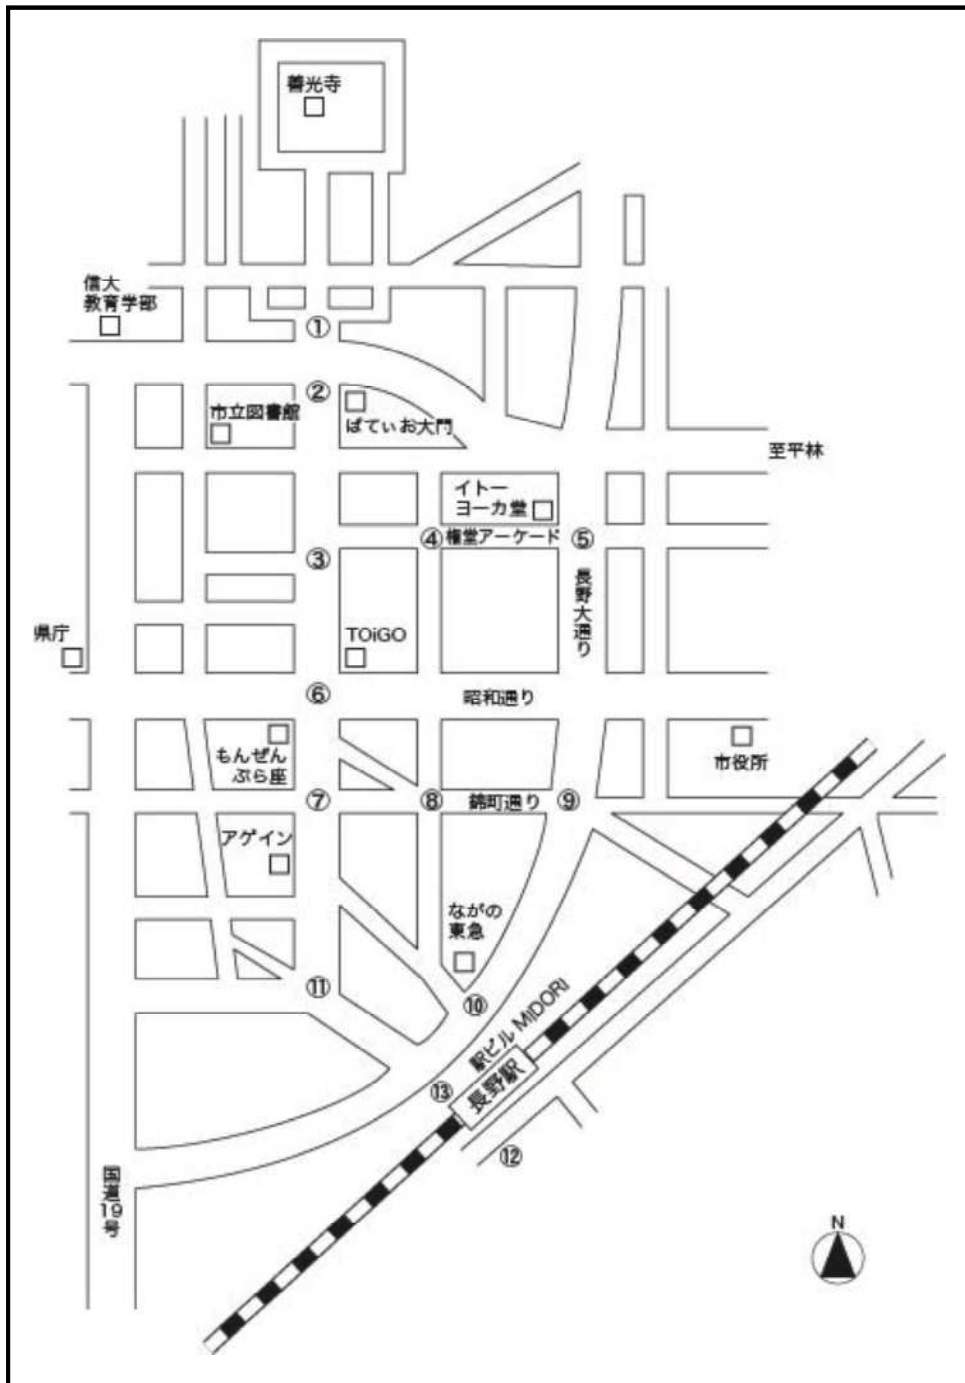 善光寺
信大
教育学部
①
②
市立図書館
ぱてぃお大門
至平林
イトー
ヨーカ堂
④
権堂アーケード
⑤
③
長野大通り
県庁
TOiGO
⑥
昭和通り
もんぜん
ぷら座
市役所
⑦
⑧
錦町通り
⑨
アゲイン
ながの
東急
⑪
⑩
駅ビル MIDORI
⑬
長野駅
⑫
国道19号
N